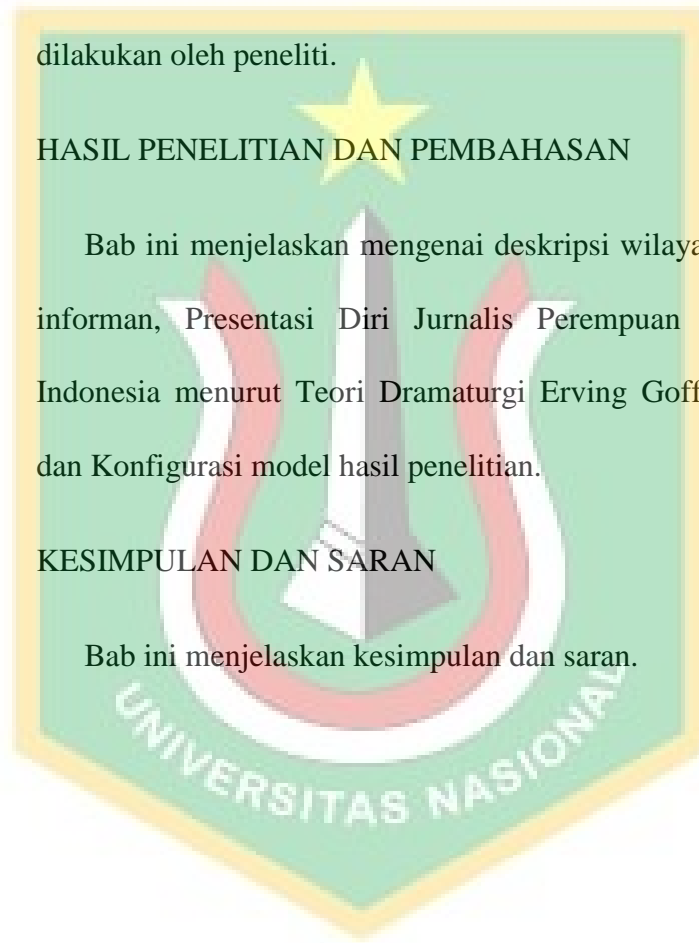 dilakukan oleh peneliti.
HASIL PENELITIAN DAN PEMBAHASAN
Bab ini menjelaskan mengenai deskripsi
informan, Presentasi Diri Jurnalis Perempuan
Indonesia menurut Teori Dramaturgi Erving
dan Konfigurasi model hasil penelitian.
KESIMPULAN DAN SARAN
Bab ini menjelaskan kesimpulan dan saran.
UNIVERSITAS NASIONAL